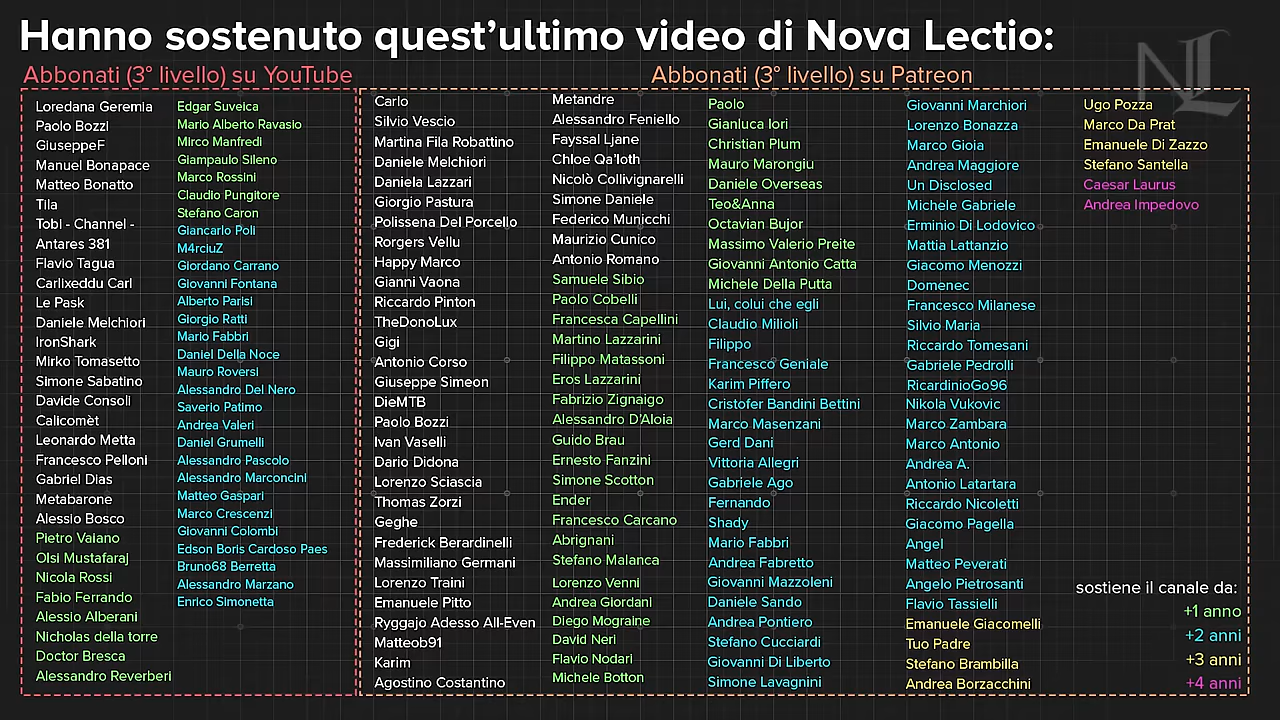 Hanno sostenuto quest'ultimo video di Nova Lectio:
NL
Abbonati (3° livello) su YouTube
Loredana Geremia
Paolo Bozzi
GiuseppeF
Manuel Bonapace
Matteo Bonatto
Tila
Tobi - Channel -
Antares 381
Flavio Tagua
Carlixeddu Carl
Le Pask
Daniele Melchiori
IronShark
Mirko Tomasetto
Simone Sabatino
Davide Consoli
Calicomèt
Leonardo Metta
Francesco Pelloni
Gabriel Dias
Metabarone
Alessio Bosco
Pietro Vaiano
Olsi Mustafaraj
Nicola Rossi
Fabio Ferrando
Alessio Alberani
Nicholas della torre
Doctor Bresca
Alessandro Reverberi
Edgar Suveica
Mario Alberto Ravasio
Mirco Manfredi
Giampaulo Sileno
Marco Rossini
Claudio Pungitore
Stefano Caron
Giancarlo Poli
M4rciuZ
Giordano Carrano
Giovanni Fontana
Alberto Parisi
Giorgio Ratti
Mario Fabbri
Daniel Della Noce
Mauro Roversi
Alessandro Del Nero
Saverio Patimo
Andrea Valeri
Daniel Grumelli
Alessandro Pascolo
Alessandro Marconcini
Matteo Gaspari
Marco Crescenzi
Giovanni Colombi
Edson Boris Cardoso Paes
Bruno68 Berretta
Alessandro Marzano
Enrico Simonetta
Abbonati (3° livello) su Patreon
Carlo
Silvio Vescio
Martina Fila Robattino
Daniele Melchiori
Daniela Lazzari
Giorgio Pastura
Polissena Del Porcello
Rorgers Vellu
Happy Marco
Gianni Vaona
Riccardo Pinton
TheDonoLux
Gigi
Antonio Corso
Giuseppe Simeon
DieMTB
Paolo Bozzi
Ivan Vaselli
Dario Didona
Lorenzo Sciascia
Thomas Zorzi
Geghe
Frederick Berardinelli
Massimiliano Germani
Lorenzo Traini
Emanuele Pitto
Ryggajo Adesso All-Even
Matteob91
Karim
Agostino Costantino
Metandre
Alessandro Feniello
Fayssal Ljane
Chloe Qa'loth
Nicolò Collivignarelli
Simone Daniele
Federico Municchi
Maurizio Cunico
Antonio Romano
Samuele Sibio
Paolo Cobelli
Francesca Capellini
Martino Lazzarini
Filippo Matassoni
Eros Lazzarini
Fabrizio Zignaigo
Alessandro D'Aloia
Guido Brau
Ernesto Fanzini
Simone Scotton
Ender
Francesco Carcano
Abrignani
Stefano Malanca
Lorenzo Venni
Andrea Giordani
Diego Mograine
David Neri
Flavio Nodari
Michele Botton
Paolo
Gianluca Iori
Christian Plum
Mauro Marongiu
Daniele Overseas
Teo&Anna
Octavian Bujor
Massimo Valerio Preite
Giovanni Antonio Catta
Michele Della Putta
Lui, colui che egli
Claudio Milioli
Filippo
Francesco Geniale
Karim Piffero
Cristofer Bandini Bettini
Marco Masenzani
Gerd Dani
Vittoria Allegri
Gabriele Ago
Fernando
Shady
Mario Fabbri
Andrea Fabretto
Giovanni Mazzoleni
Daniele Sando
Andrea Pontiero
Stefano Cucciardi
Giovanni Di Liberto
Simone Lavagnini
Giovanni Marchiori
Lorenzo Bonazza
Marco Gioia
Andrea Maggiore
Un Disclosed
Michele Gabriele
Erminio Di Lodovico
Mattia Lattanzio
Giacomo Menozzi
Domenec
Francesco Milanese
Silvio Maria
Riccardo Tomesani
Gabriele Pedrolli
RicardinioGo96
Nikola Vukovic
Marco Zambara
Marco Antonio
Andrea A.
Antonio Latartara
Riccardo Nicoletti
Giacomo Pagella
Angel
Matteo Peverati
Angelo Pietrosanti
Flavio Tassielli
Emanuele Giacomelli
Tuo Padre
Stefano Brambilla
Andrea Borzacchini
Ugo Pozza
Marco Da Prat
Emanuele Di Zazzo
Stefano Santella
Caesar Laurus
Andrea Impedovo
sostiene il canale da:
+1 anno
+2 anni
+3 anni
+4 anni